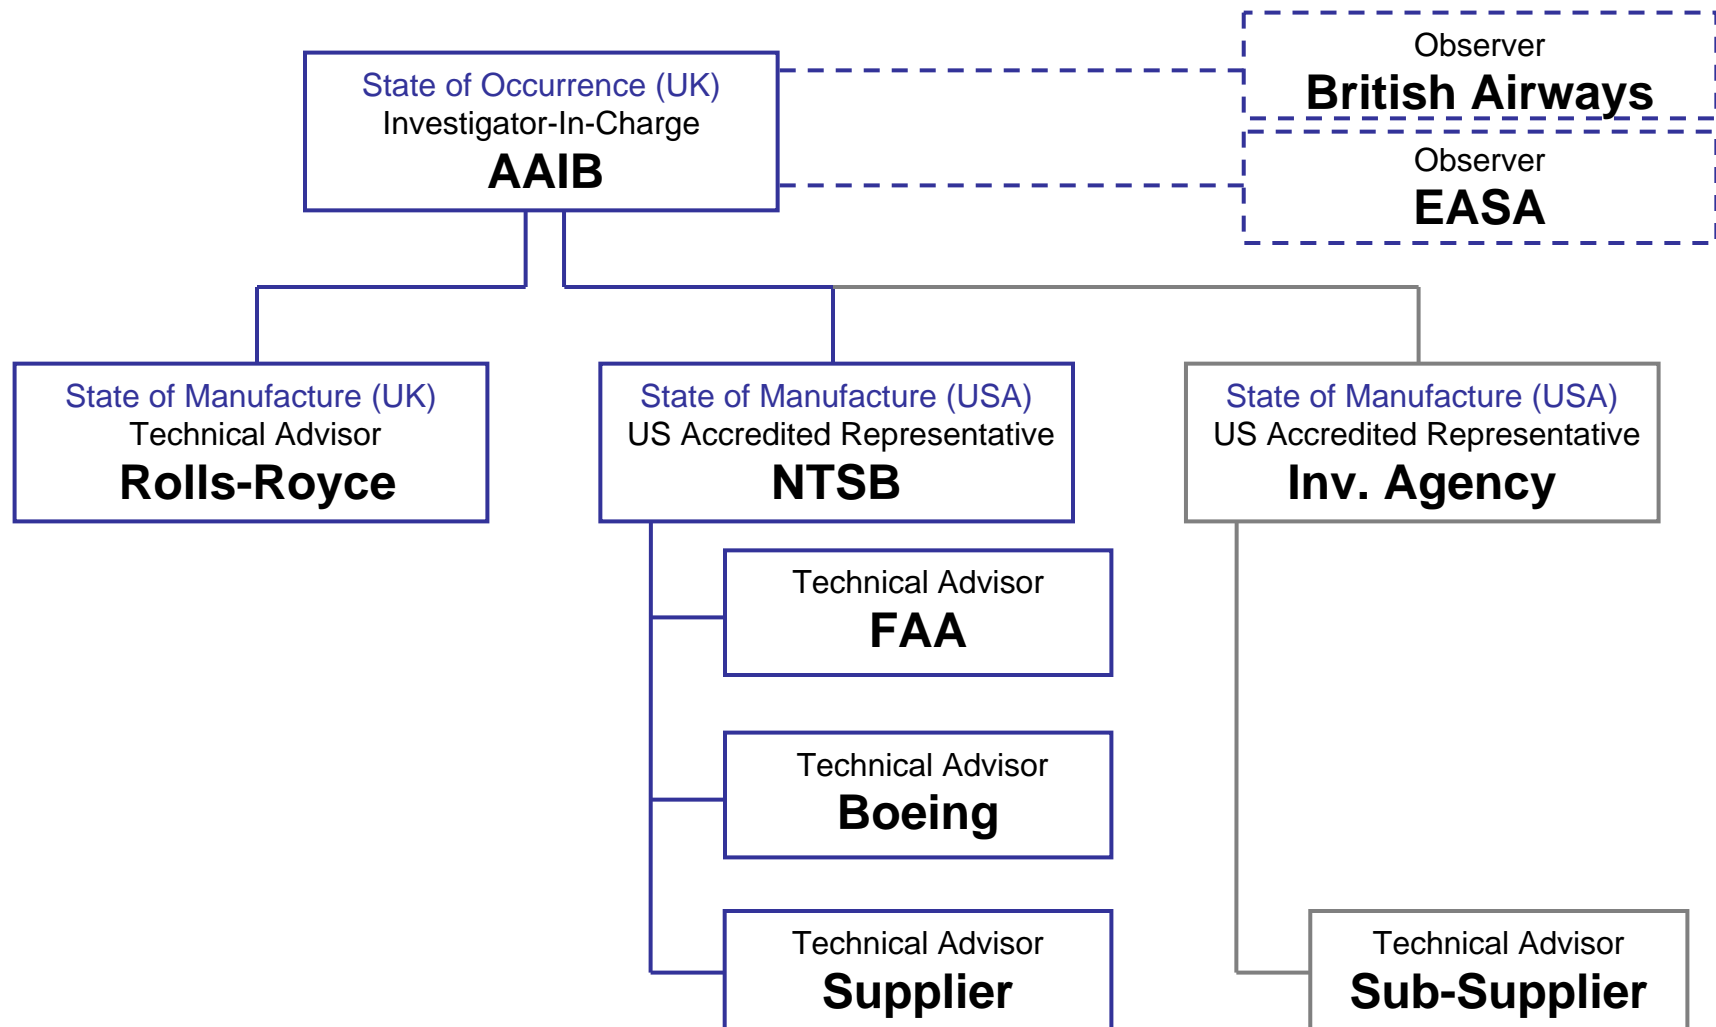 Observer
British Airways
State of Occurrence (UK)
Investigator-In-Charge
AAIB
Observer
EASA
State of Manufacture (UK)
Technical Advisor
Rolls-Royce
State of Manufacture (USA)
US Accredited Representative
NTSB
State of Manufacture (USA)
US Accredited Representative
Inv. Agency
Technical Advisor
FAA
Technical Advisor
Boeing
Technical Advisor
Supplier
Technical Advisor
Sub-Supplier